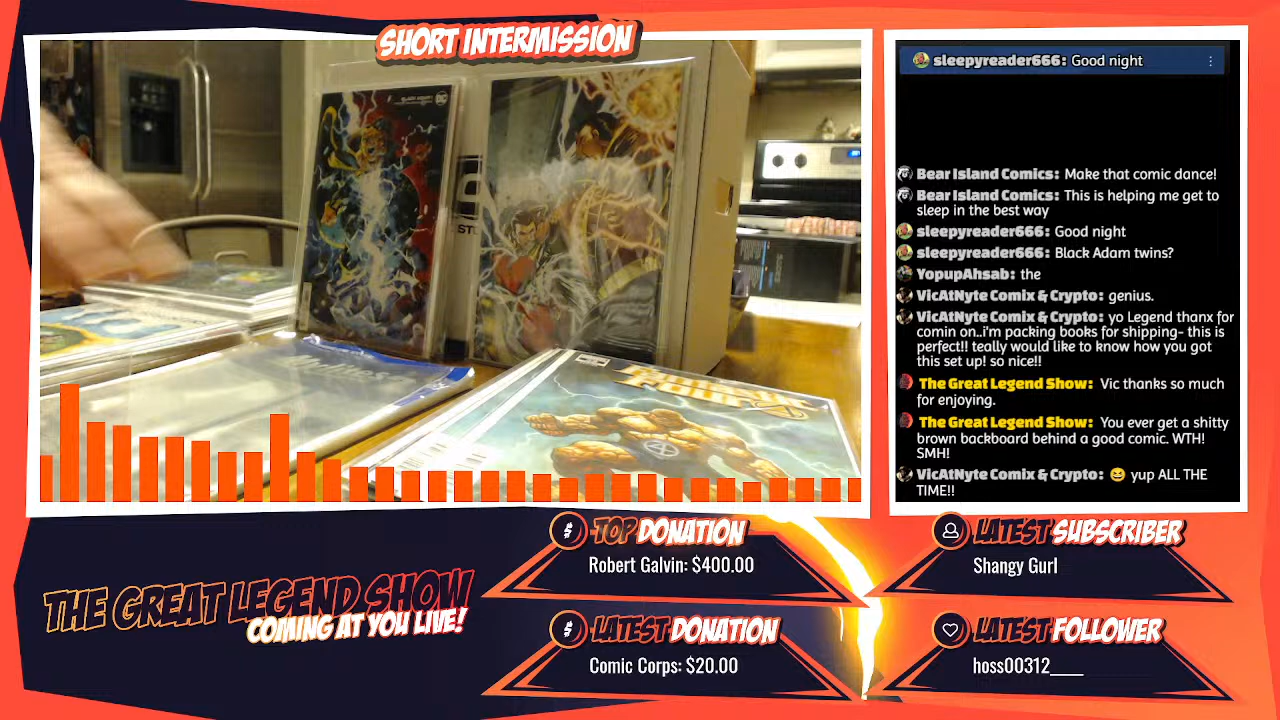 SHORT INTERMISSION
sleepyreader666: Good night
Bear Island Comics: Make that comic dance!
Bear Island Comics: This is helping me get to
sleep in the best way
sleepyreader666: Good night
sleepyreader666: Black Adam twins?
YopupAhsab: the
VicAtNyte Comix & Crypto: genius.
VicAtNyte Comix & Crypto: yo Legend thanx for
comin on..i'm packing books for shipping- this is
perfect!! teally would like to know how you got
this set up! so nice!!
The Great Legend Show: Vic thanks so much
for enjoying.
The Great Legend Show: You ever get a shitty
brown backboard behind a good comic. WTH!
SMH!
VicAtNyte Comix & Crypto: 😆 yup ALL THE
TIME!!
THE GREAT LEGEND SHOW
COMING AT YOU LIVE!
$ TOP DONATION
Robert Galvin: $400.00
$ LATEST DONATION
Comic Corps: $20.00
LATEST SUBSCRIBER
Shangy Gurl
LATEST FOLLOWER
hoss00312____